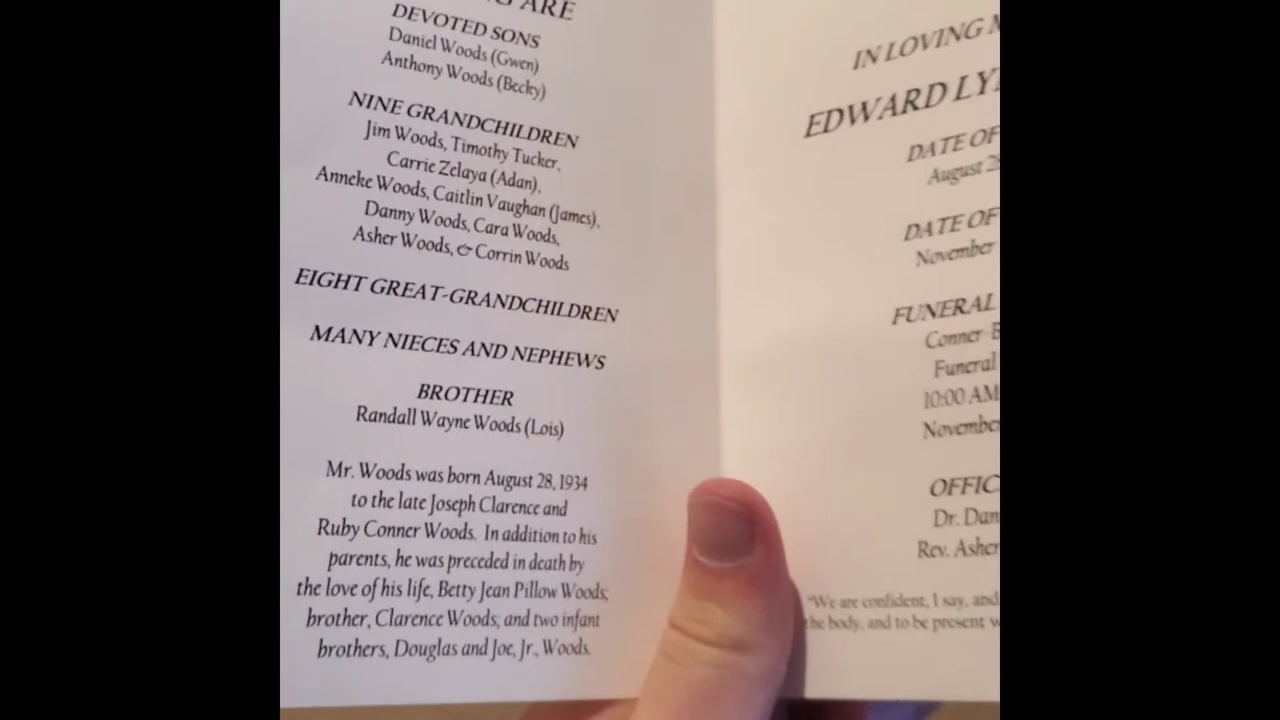 ARE
DEVOTED SONS
Daniel Woods (Gwen)
Anthony Woods (Becky)
NINE GRANDCHILDREN
Jim Woods, Timothy Tucker,
Carrie Zelaya (Adan),
Anneke Woods, Caitlin Vaughan (James),
Danny Woods, Cara Woods,
Asher Woods, & Corrin Woods
EIGHT GREAT-GRANDCHILDREN
MANY NIECES AND NEPHEWS
BROTHER
Randall Wayne Woods (Lois)
Mr. Woods was born August 28, 1934
to the late Joseph Clarence and
Ruby Conner Woods. In addition to his
parents, he was preceded in death by
the love of his life, Betty Jean Pillow Woods;
brother, Clarence Woods; and two infant
brothers, Douglas and Joe, Jr., Woods.
IN LOVING
EDWARD
DATE OF
August
DATE OF
November
FUNERAL
Conner-
Funeral
10:00 AM
November
Dr.
Rev. Asher
"We are confident, I say, and
the body, and to be present